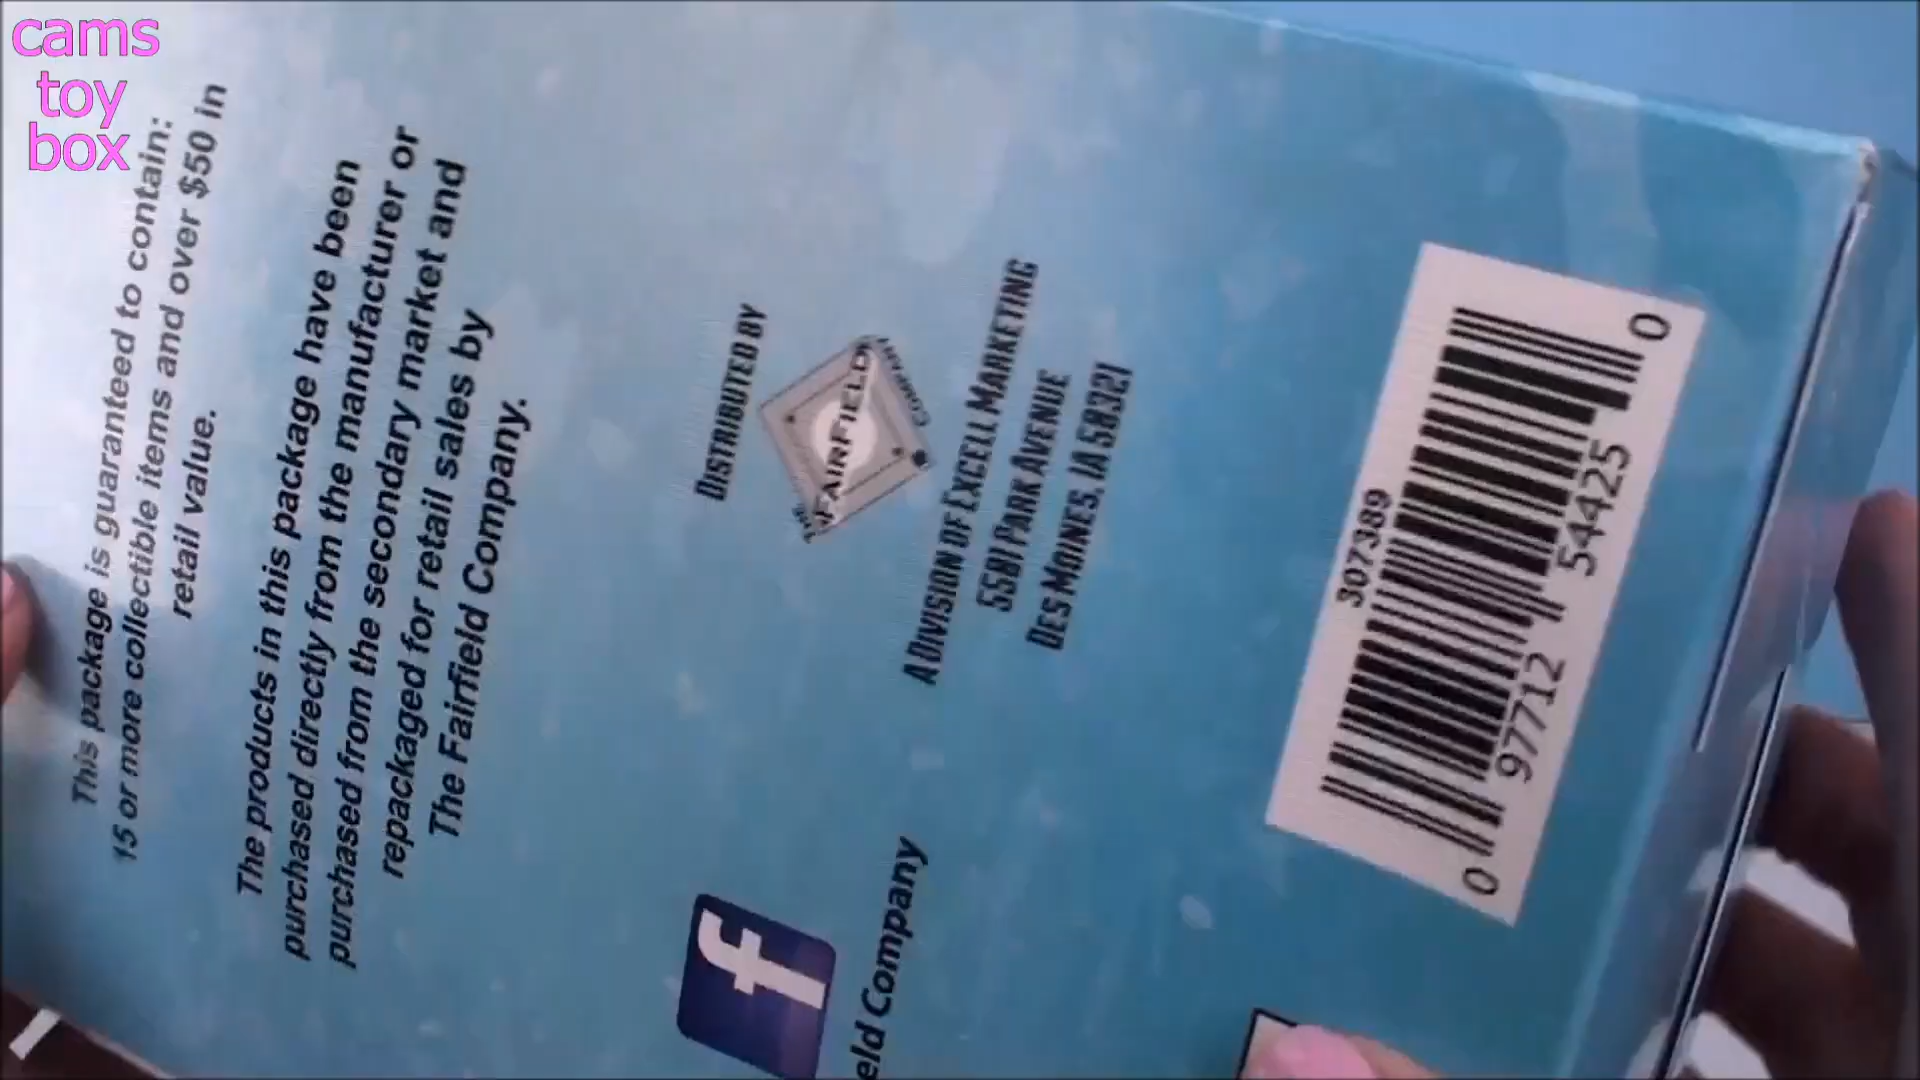 cams
toy
box
This package is guaranteed to contain:
15 or more collectible items and over $50 in
retail value.
The products in this package have been
purchased directly from the manufacturer or
purchased from the secondary market and
repackaged for retail sales by
The Fairfield Company.
DISTRIBUTED BY
THE
FAIRFIELD
COMPANY
A DIVISION OF EXCELL MARKETING
5581 PARK AVENUE
DES MOINES, IA 58321
f
eld Company
307389
0 97712 54425 0